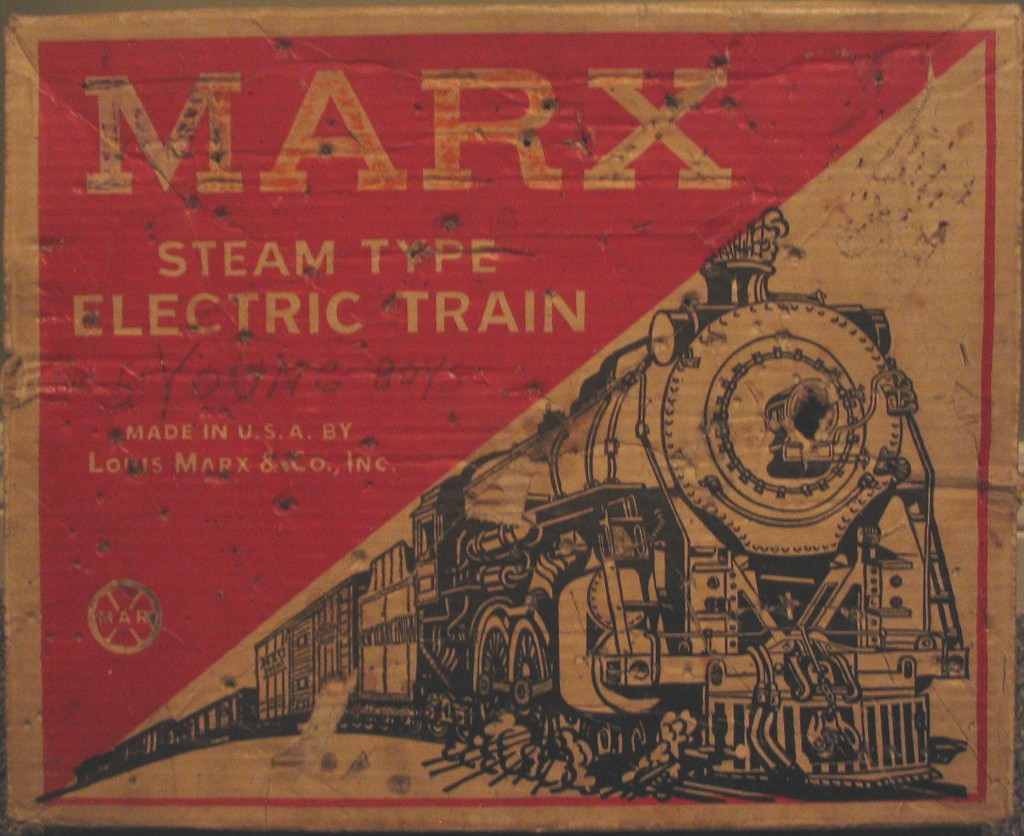 MARX
STEAM TYPE
ELECTRIC TRAIN
YOUNG BOYS
MADE IN U.S.A. BY
LOUIS MARX & CO., INC.
MAR
X